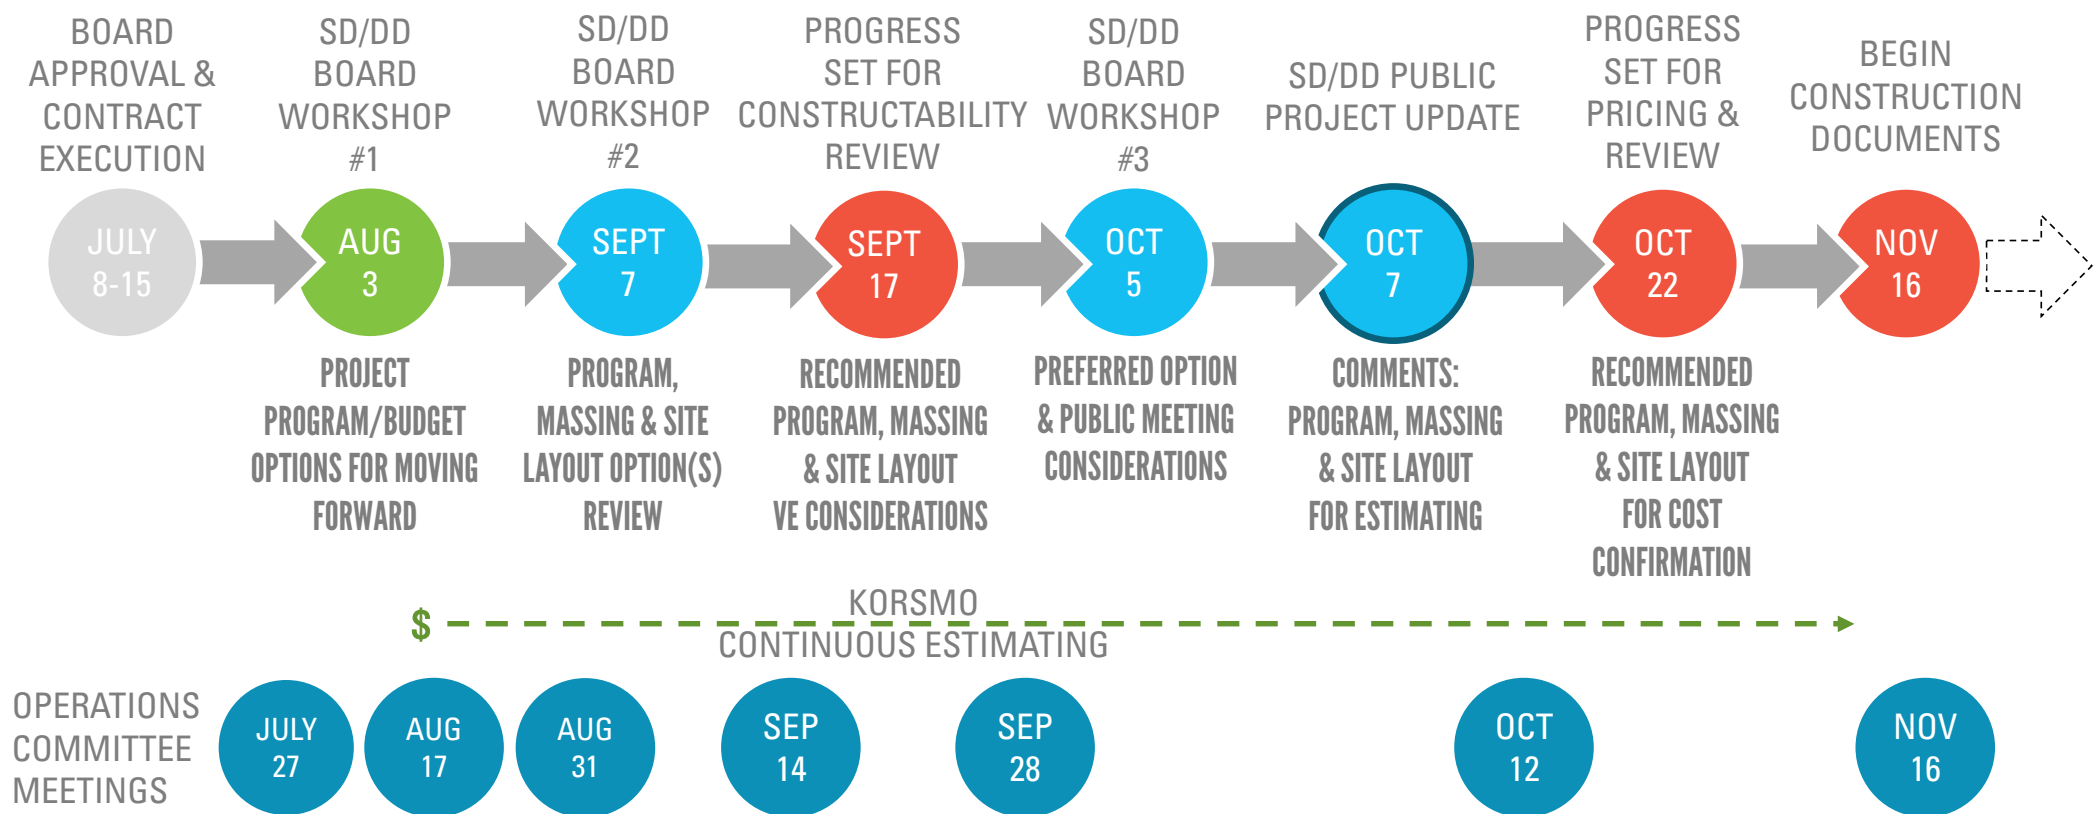 BOARD
APPROVAL &
CONTRACT
EXECUTION
SD/DD
BOARD
WORKSHOP
#1
SD/DD
BOARD
WORKSHOP
#2
PROGRESS
SET FOR
CONSTRUCTABILITY
REVIEW
SD/DD
BOARD
WORKSHOP
#3
SD/DD PUBLIC
PROJECT UPDATE
PROGRESS
SET FOR
PRICING &
REVIEW
BEGIN
CONSTRUCTION
DOCUMENTS
JULY
8-15
AUG
3
SEPT
7
SEPT
17
OCT
5
OCT
7
OCT
22
NOV
16
PROJECT
PROGRAM/BUDGET
OPTIONS FOR MOVING
FORWARD
PROGRAM,
MASSING & SITE
LAYOUT OPTION(S)
REVIEW
RECOMMENDED
PROGRAM, MASSING
& SITE LAYOUT
VE CONSIDERATIONS
PREFERRED OPTION
& PUBLIC MEETING
CONSIDERATIONS
COMMENTS:
PROGRAM, MASSING
& SITE LAYOUT
FOR ESTIMATING
RECOMMENDED
PROGRAM, MASSING
& SITE LAYOUT
FOR COST
CONFIRMATION
$
KORSMO
CONTINUOUS ESTIMATING
OPERATIONS
COMMITTEE
MEETINGS
JULY
27
AUG
17
AUG
31
SEP
14
SEP
28
OCT
12
NOV
16